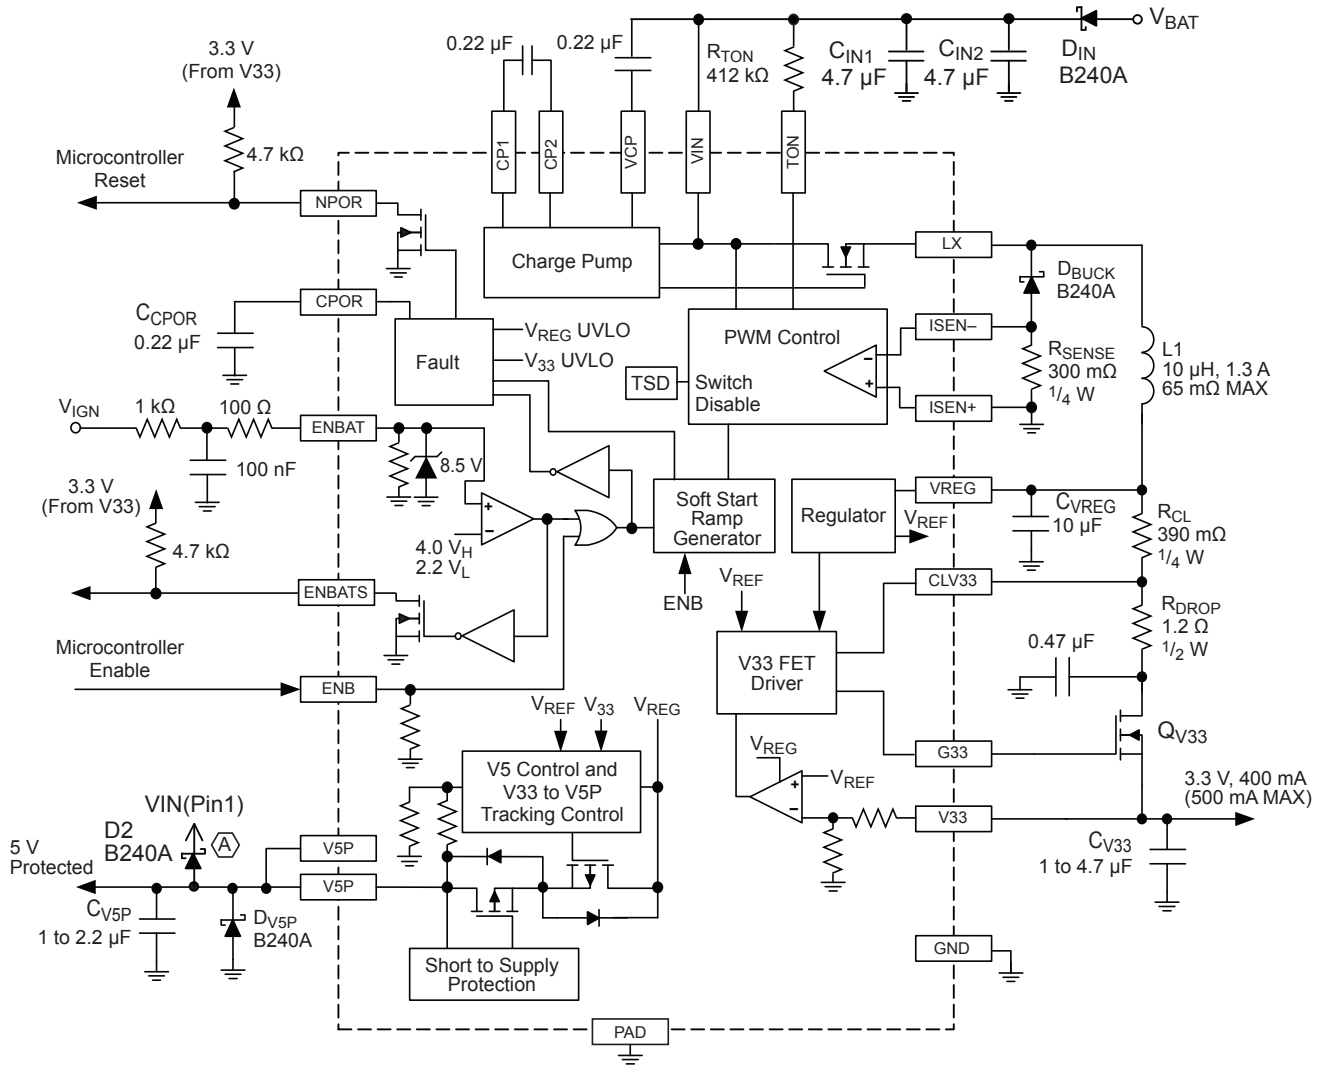 V_BAT
0.22 µF
0.22 µF
R_TON
412 kΩ
C_IN1
4.7 µF
C_IN2
4.7 µF
D_IN
B240A
3.3 V
(From V33)
4.7 kΩ
Microcontroller
Reset
CP1
CP2
VCP
VIN
TON
NPOR
Charge Pump
LX
D_BUCK
B240A
CPOR
C_CPOR
0.22 µF
Fault
V_REG UVLO
V_33 UVLO
PWM Control
TSD
Switch
Disable
−
+
ISEN–
ISEN+
R_SENSE
300 mΩ
1/4 W
L1
10 µH, 1.3 A
65 mΩ MAX
V_IGN
1 kΩ
100 Ω
ENBAT
100 nF
8.5 V
3.3 V
(From V33)
4.7 kΩ
+
−
4.0 V_H
2.2 V_L
Soft Start
Ramp
Generator
ENB
Regulator
V_REF
VREG
C_VREG
10 µF
R_CL
390 mΩ
1/4 W
ENBATS
V_REF
CLV33
R_DROP
1.2 Ω
1/2 W
Microcontroller
Enable
ENB
V33 FET
Driver
0.47 µF
Q_V33
G33
V_REF
V_33
V_REG
V_REG
+
−
V_REF
V5 Control and
V33 to V5P
Tracking Control
3.3 V, 400 mA
(500 mA MAX)
V33
C_V33
1 to 4.7 µF
VIN(Pin1)
D2
B240A
A
5 V
Protected
V5P
V5P
C_V5P
1 to 2.2 µF
D_V5P
B240A
Short to Supply
Protection
GND
PAD